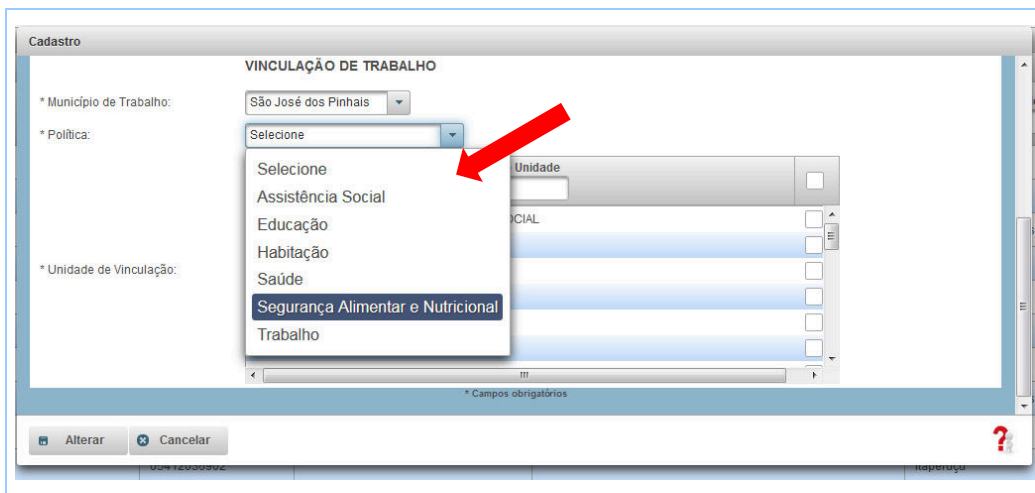 Cadastro
VINCULAÇÃO DE TRABALHO
* Município de Trabalho: São José dos Pinhais
* Política: Selecione
Selecione
Assistência Social
Educação
Habitação
Saúde
Segurança Alimentar e Nutricional
Trabalho
Unidade
OCIAL
* Unidade de Vinculação:
* Campos obrigatórios
Alterar Cancelar
Itaperuçu